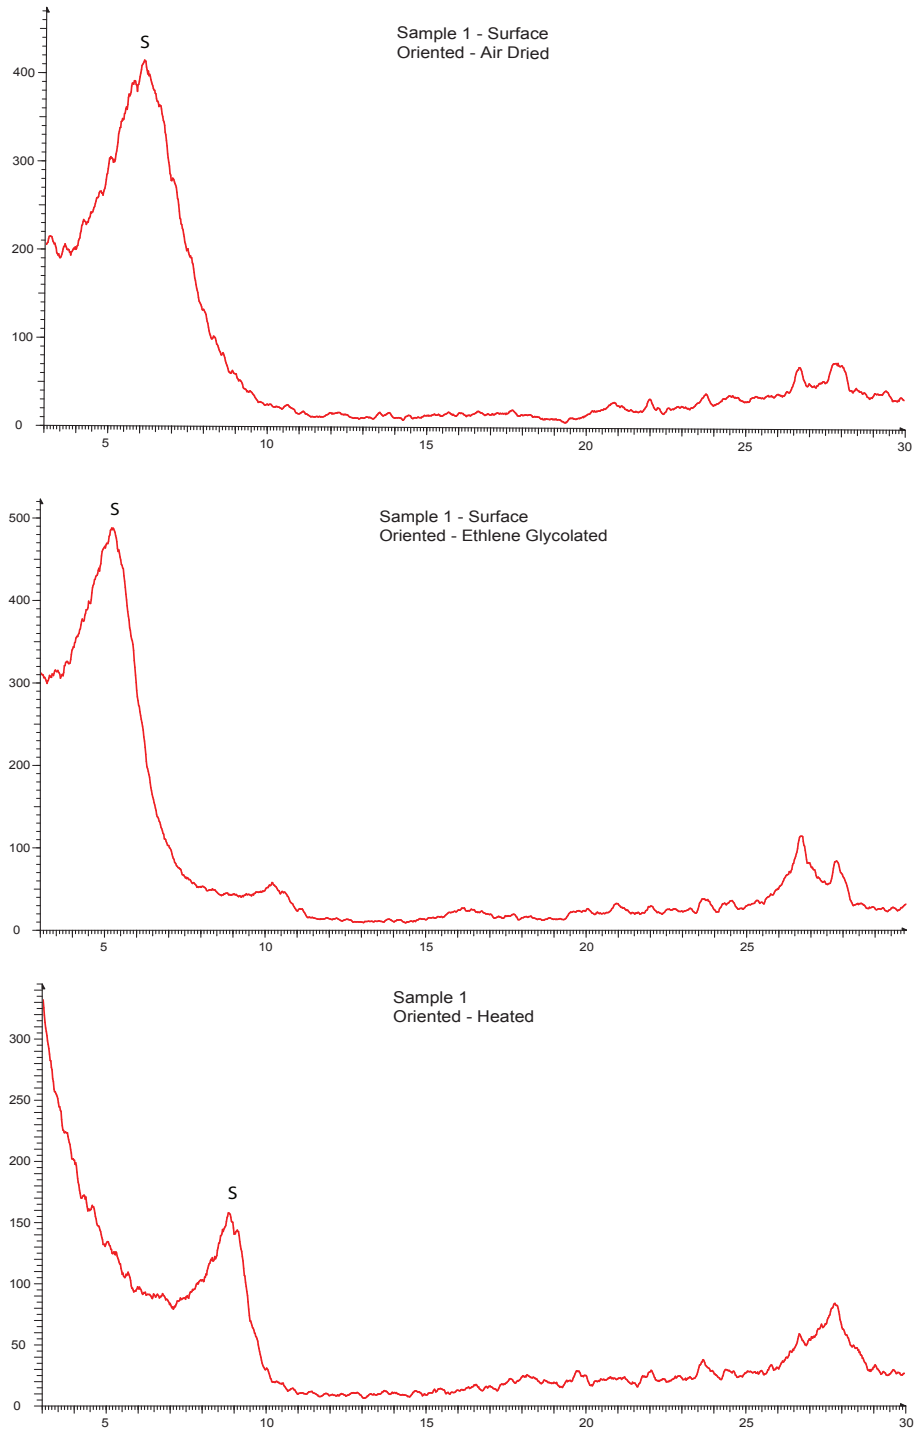 Sample 1 - Surface
Oriented - Air Dried
S
400
300
200
100
0
5 10 15 20 25 30
Sample 1 - Surface
Oriented - Ethlene Glycolated
S
500
400
300
200
100
0
5 10 15 20 25
Sample 1
Oriented - Heated
S
300
250
200
150
100
50
0
5 10 15 20 25 30